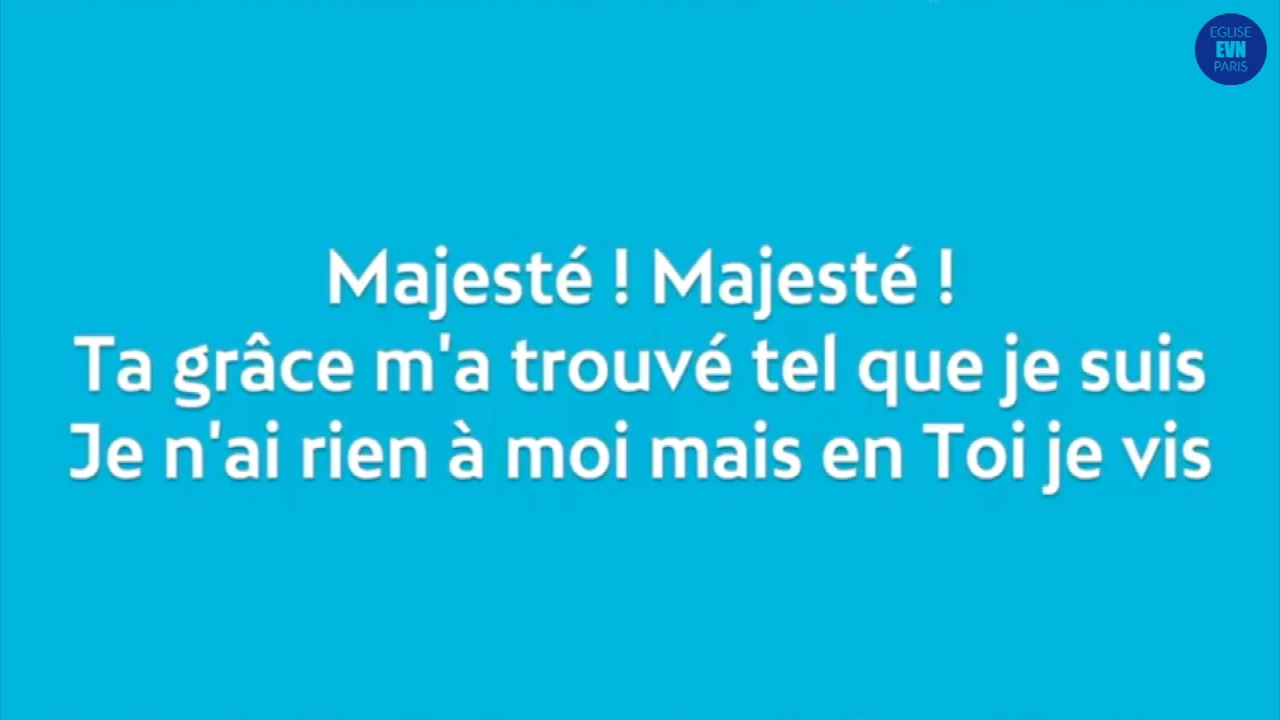 EGLISE
EVN
PARIS
Majesté ! Majesté !
Ta grâce m'a trouvé tel que je suis
Je n'ai rien à moi mais en Toi je vis